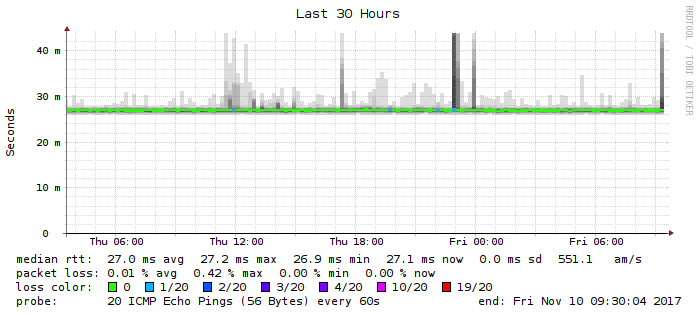 Last 30 Hours
RRDTOOL / TOBI OETIKER
Seconds
40 m
30 m
20 m
10 m
0
Thu 06:00 Thu 12:00 Thu 18:00 Fri 00:00 Fri 06:00
median rtt: 27.0 ms avg 27.2 ms max 26.9 ms min 27.1 ms now 0.0 ms sd 551.1 am/s
packet loss: 0.01 % avg 0.42 % max 0.00 % min 0.00 % now
loss color: 0 1/20 2/20 3/20 4/20 10/20 19/20
probe: 20 ICMP Echo Pings (56 Bytes) every 60s end: Fri Nov 10 09:30:04 2017